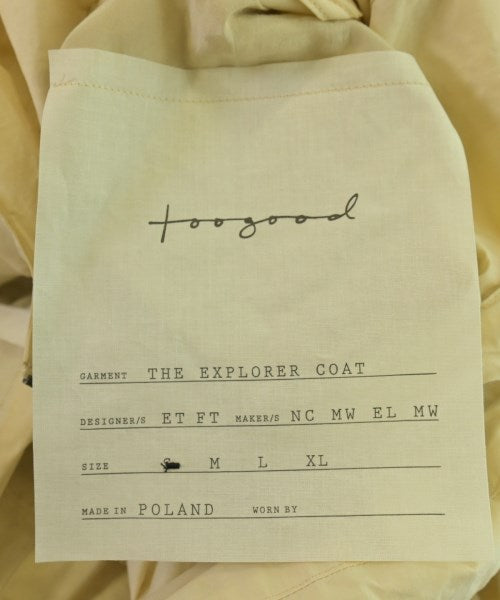 toogood
GARMENT THE EXPLORER COAT
DESIGNER/S ET FT MAKER/S NC MW EL MW
SIZE S M L XL
MADE IN POLAND WORN BY